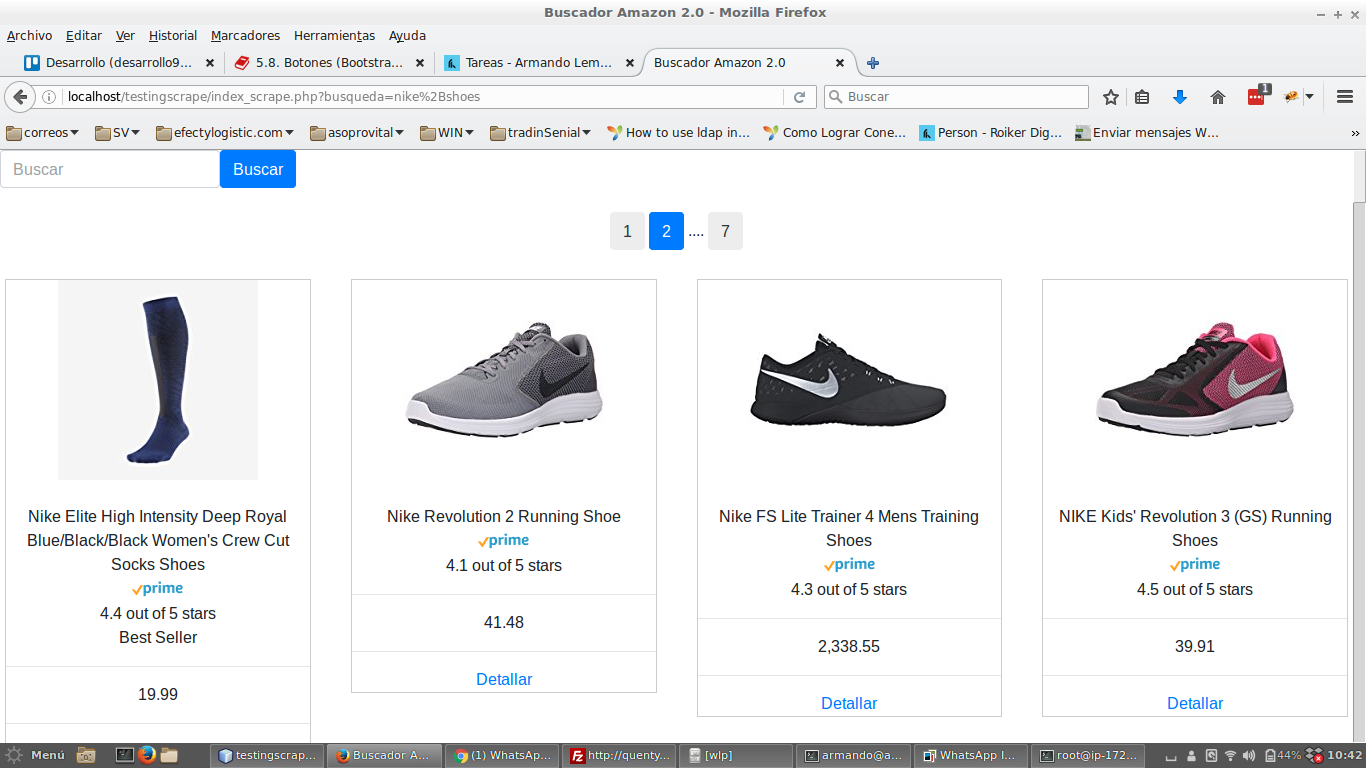 Buscador Amazon 2.0 - Mozilla Firefox
Archivo Editar Ver Historial Marcadores Herramientas Ayuda
Desarrollo (desarrollo9... 5.8. Botones (Bootstra... Tareas - Armando Lem... Buscador Amazon 2.0
localhost/testingscrape/index_scrape.php?busqueda=nike%2Bshoes Buscar 1
correos SV efectylogistic.com asoprovital WIN tradinSenial How to use ldap in... Como Lograr Cone... Person - Roiker Dig... Enviar mensajes W... »
Buscar Buscar
1 2 .... 7
Nike Elite High Intensity Deep Royal
Blue/Black/Black Women's Crew Cut
Socks Shoes
prime
4.4 out of 5 stars
Best Seller
19.99
Nike Revolution 2 Running Shoe
prime
4.1 out of 5 stars
41.48
Detallar
Nike FS Lite Trainer 4 Mens Training
Shoes
prime
4.3 out of 5 stars
2,338.55
Detallar
NIKE Kids' Revolution 3 (GS) Running
Shoes
prime
4.5 out of 5 stars
39.91
Detallar
Menú testingscrap... Buscador A... (1) WhatsAp... http://quenty... [wlp] armando@a... WhatsApp I... root@ip-172... 44% 10:42